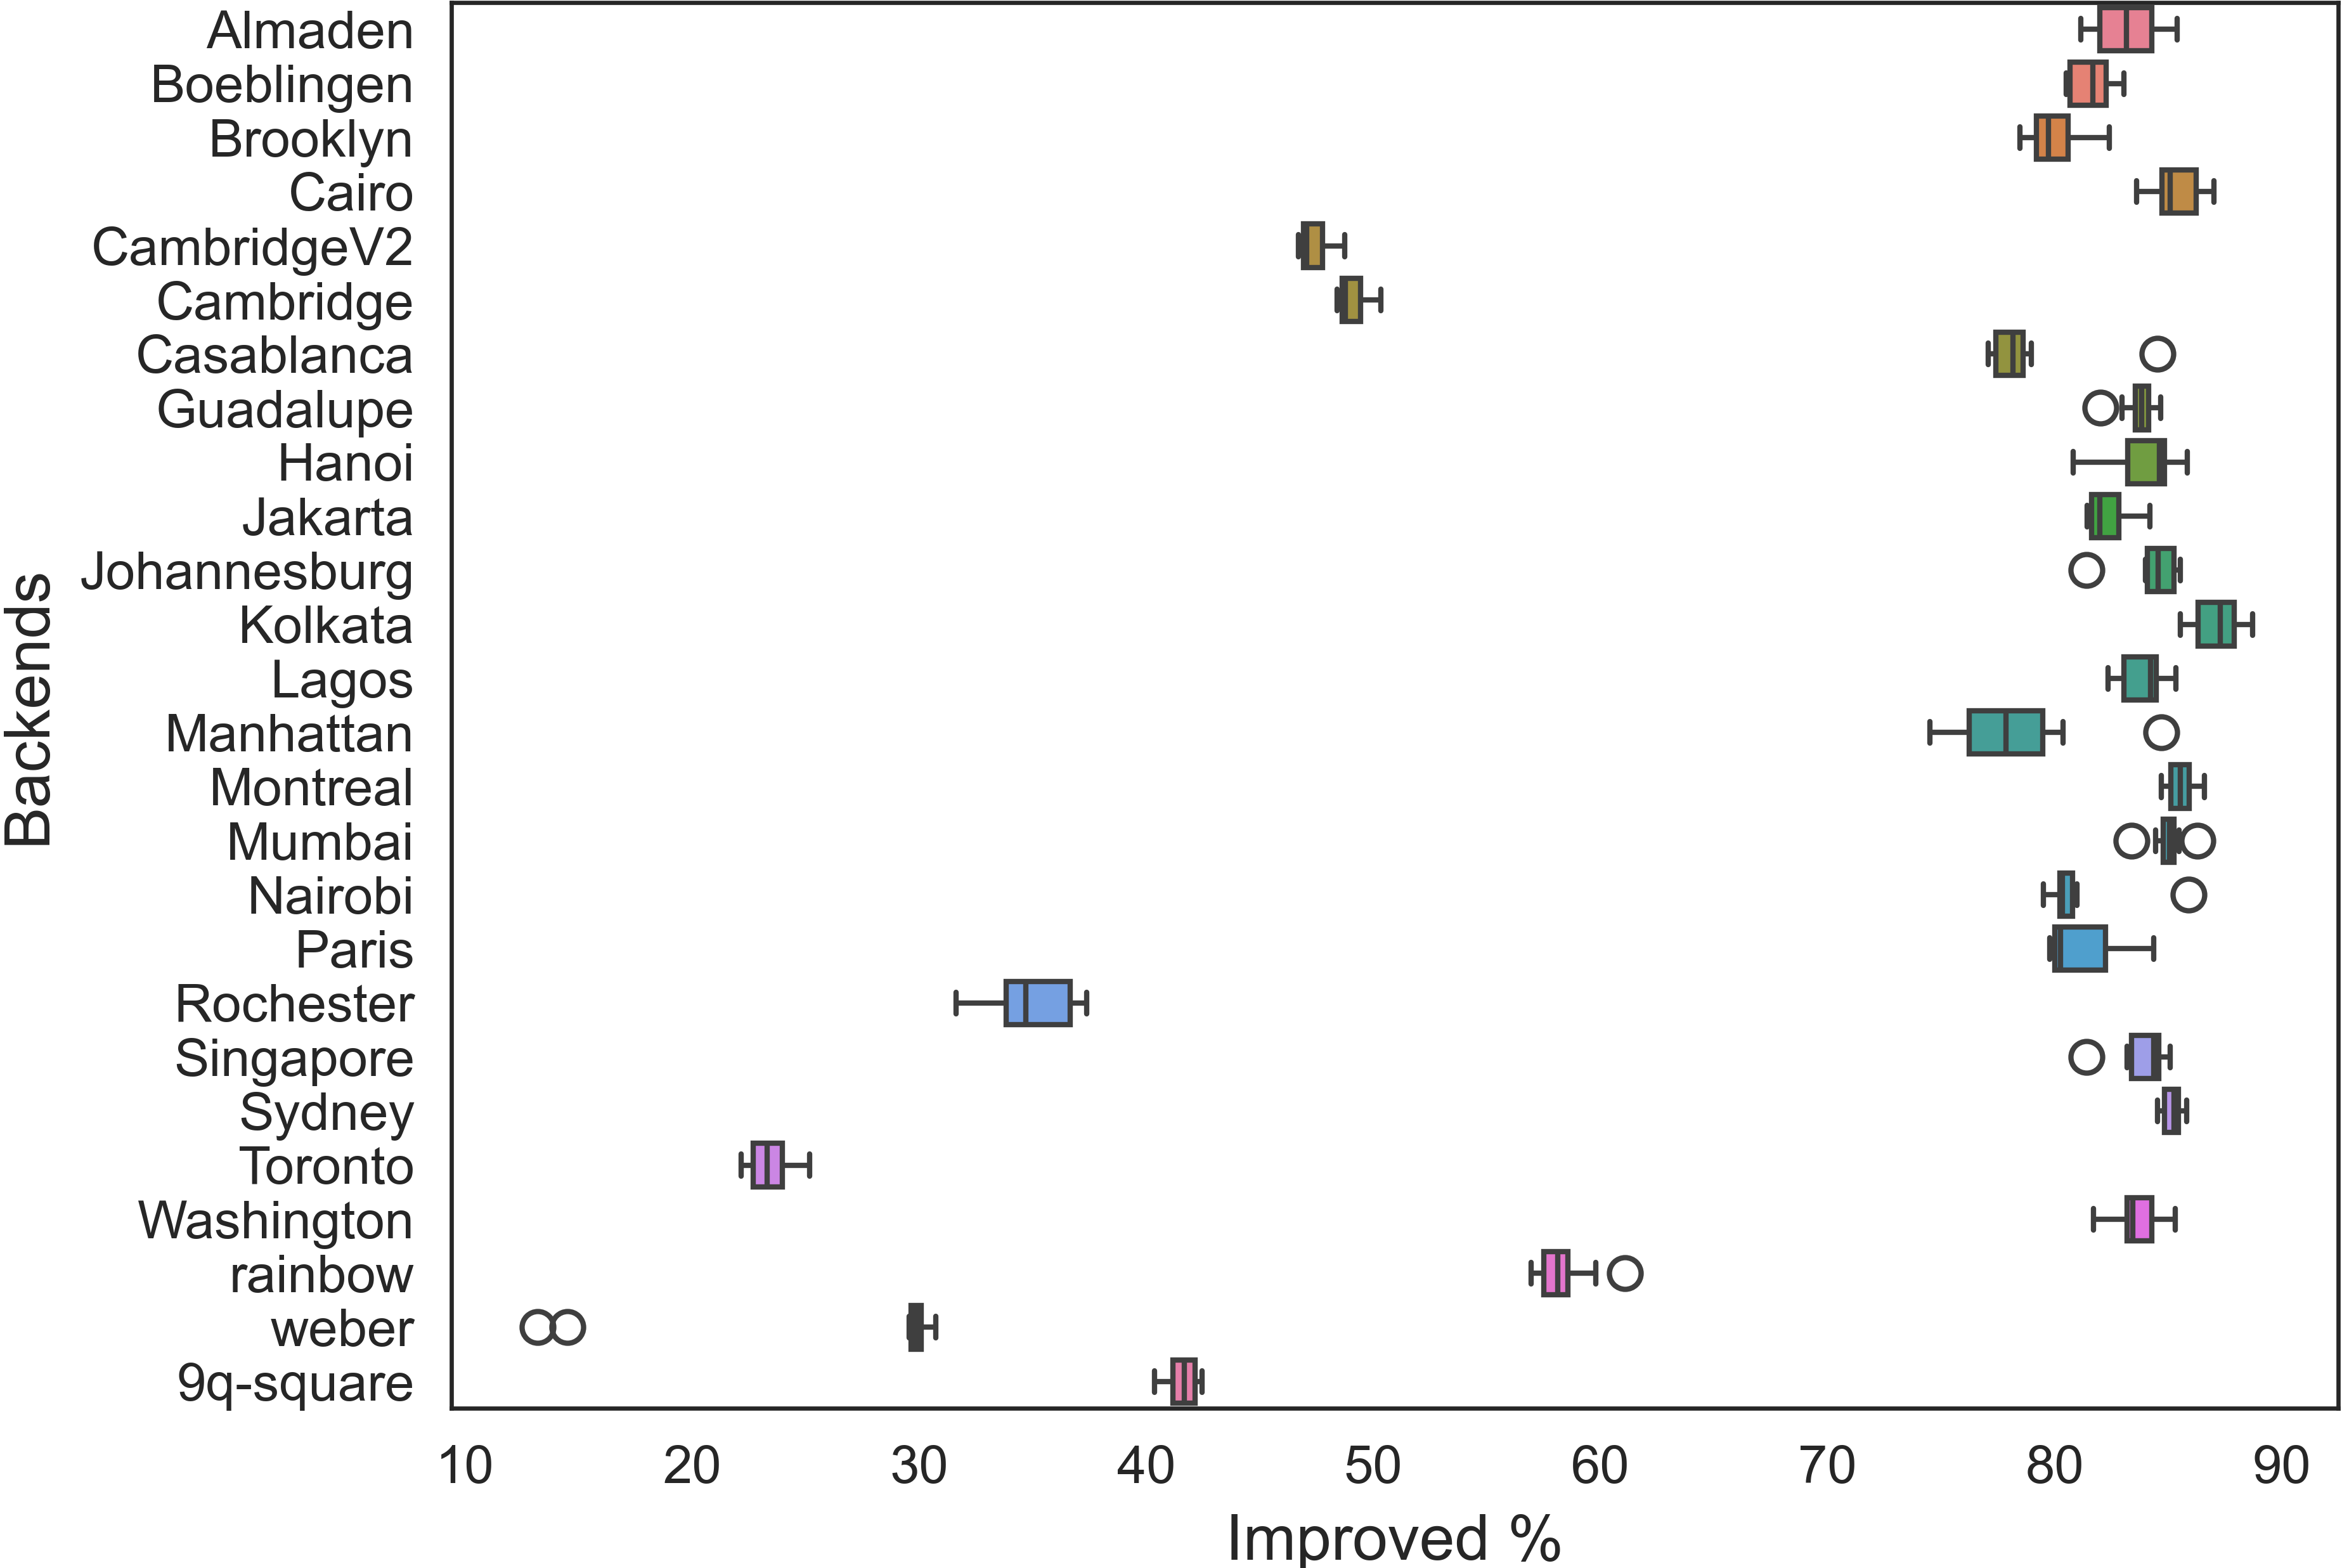 Backends
Almaden
Boeblingen
Brooklyn
Cairo
CambridgeV2
Cambridge
Casablanca
Guadalupe
Hanoi
Jakarta
Johannesburg
Kolkata
Lagos
Manhattan
Montreal
Mumbai
Nairobi
Paris
Rochester
Singapore
Sydney
Toronto
Washington
rainbow
weber
9q-square
10 20 30 40 50 60 70 80 90
Improved %